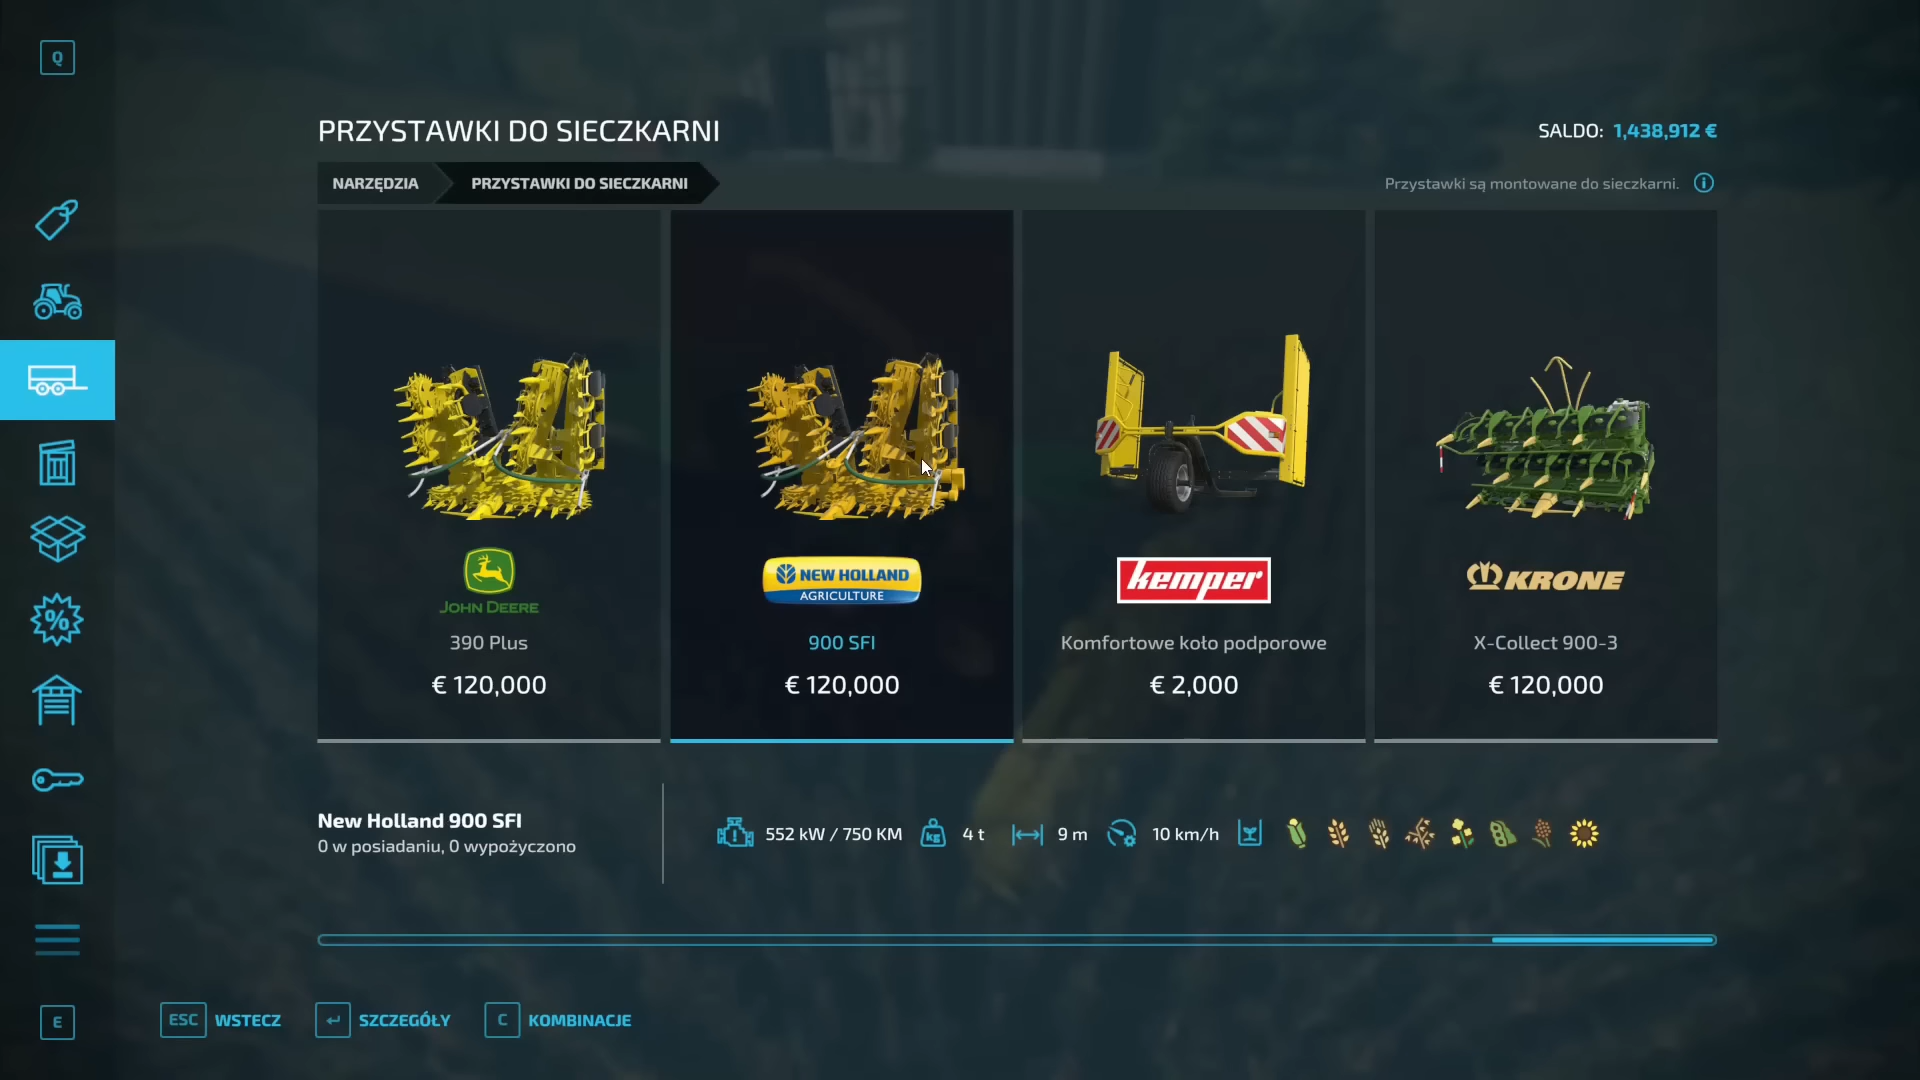 Q
PRZYSTAWKI DO SIECZKARNI
SALDO: 1,438,912 €
NARZĘDZIA
PRZYSTAWKI DO SIECZKARNI
Przystawki są montowane do sieczkarni.
JOHN DEERE
390 Plus
€ 120,000
NEW HOLLAND
AGRICULTURE
900 SFI
€ 120,000
kemper
Komfortowe koło podporowe
€ 2,000
KRONE
X-Collect 900-3
€ 120,000
New Holland 900 SFI
0 w posiadaniu, 0 wypożyczono
552 kW / 750 KM
kg
4 t
9 m
10 km/h
E
ESC WSTECZ
SZCZEGÓŁY
C KOMBINACJE